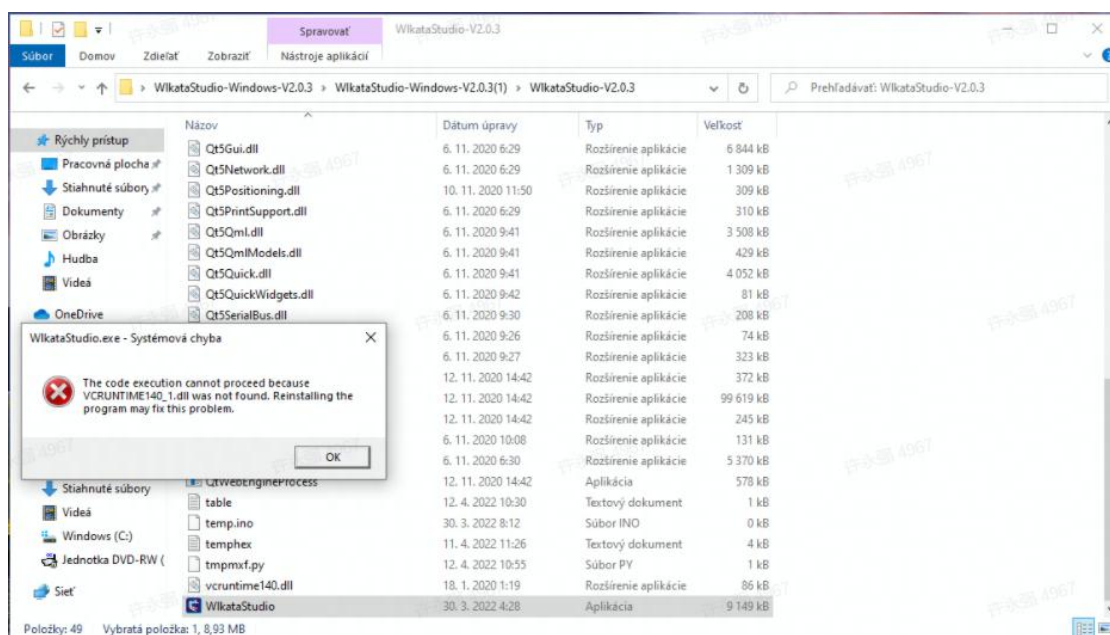 Spravovať
WlkataStudio-V2.0.3
Súbor Domov Zdieľať Zobraziť Nástroje aplikácií
WlkataStudio-Windows-V2.0.3 › WlkataStudio-Windows-V2.0.3(1) › WlkataStudio-V2.0.3
Prehľadávať: WlkataStudio-V2.0.3
Názov Dátum úpravy Typ Veľkosť
Rýchly prístup
Pracovná plocha
Stiahnuté súbory
Dokumenty
Obrázky
Hudba
Videá
OneDrive
Qt5Gui.dll 6. 11. 2020 6:29 Rozšírenie aplikácie 6 844 kB
Qt5Network.dll 6. 11. 2020 6:29 Rozšírenie aplikácie 1 309 kB
Qt5Positioning.dll 10. 11. 2020 11:50 Rozšírenie aplikácie 309 kB
Qt5PrintSupport.dll 6. 11. 2020 6:29 Rozšírenie aplikácie 310 kB
Qt5Qml.dll 6. 11. 2020 9:41 Rozšírenie aplikácie 3 508 kB
Qt5QmlModels.dll 6. 11. 2020 9:41 Rozšírenie aplikácie 429 kB
Qt5Quick.dll 6. 11. 2020 9:41 Rozšírenie aplikácie 4 052 kB
Qt5QuickWidgets.dll 6. 11. 2020 9:42 Rozšírenie aplikácie 81 kB
Qt5SerialBus.dll 6. 11. 2020 9:30 Rozšírenie aplikácie 208 kB
6. 11. 2020 9:26 Rozšírenie aplikácie 74 kB
6. 11. 2020 9:27 Rozšírenie aplikácie 323 kB
12. 11. 2020 14:42 Rozšírenie aplikácie 372 kB
12. 11. 2020 14:42 Rozšírenie aplikácie 99 619 kB
12. 11. 2020 14:42 Rozšírenie aplikácie 245 kB
6. 11. 2020 10:08 Rozšírenie aplikácie 131 kB
6. 11. 2020 6:30 Rozšírenie aplikácie 5 370 kB
QtWebEngineProcess 12. 11. 2020 14:42 Aplikácia 578 kB
table 12. 4. 2022 10:30 Textový dokument 1 kB
temp.ino 30. 3. 2022 8:12 Súbor INO 0 kB
temphex 11. 4. 2022 11:26 Textový dokument 4 kB
tmpmxf.py 12. 4. 2022 10:55 Súbor PY 1 kB
vcruntime140.dll 18. 1. 2020 1:19 Rozšírenie aplikácie 86 kB
WlkataStudio 30. 3. 2022 4:28 Aplikácia 9 149 kB
WlkataStudio.exe - Systémová chyba
The code execution cannot proceed because
VCRUNTIME140_1.dll was not found. Reinstalling the
program may fix this problem.
OK
Stiahnuté súbory
Videá
Windows (C:)
Jednotka DVD-RW (
Sieť
Položky: 49 Vybratá položka: 1, 8,93 MB